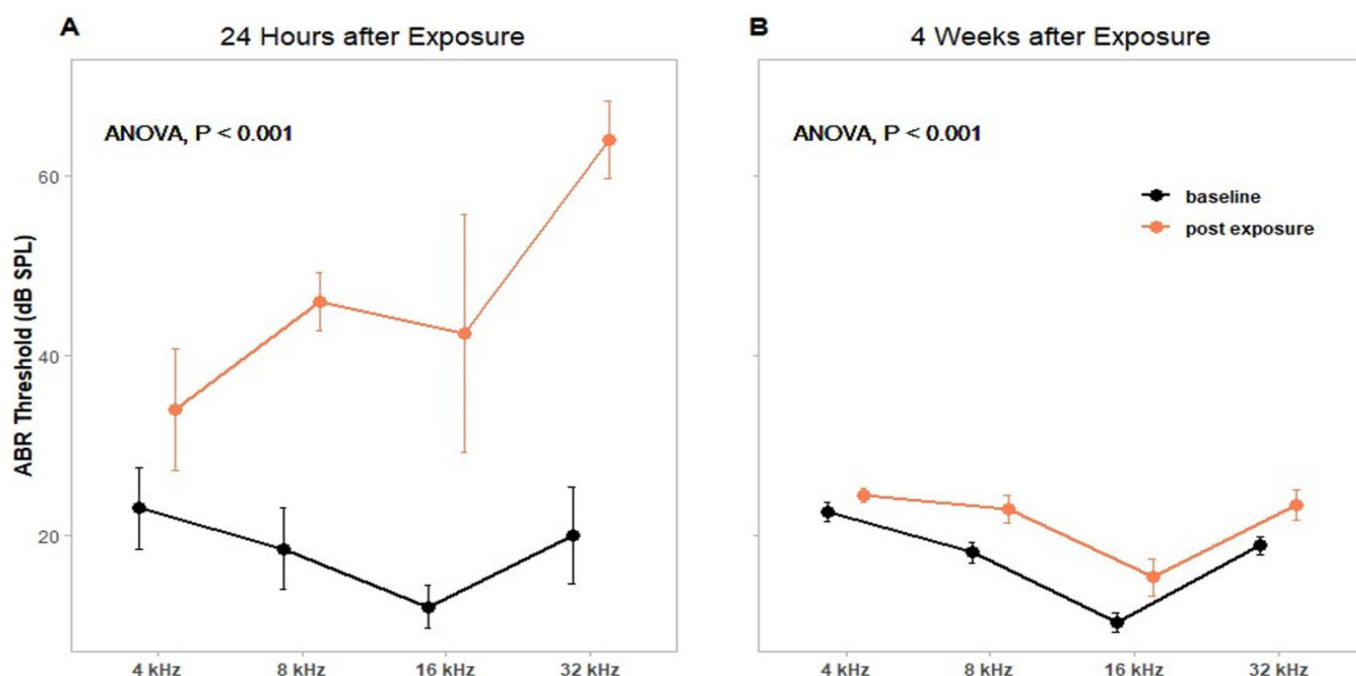 A
24 Hours after Exposure
ANOVA, P < 0.001
ABR Threshold (dB SPL)
60
40
20
4 kHz 8 kHz 16 kHz 32 kHz
B
4 Weeks after Exposure
ANOVA, P < 0.001
baseline
post exposure
4 kHz 8 kHz 16 kHz 32 kHz